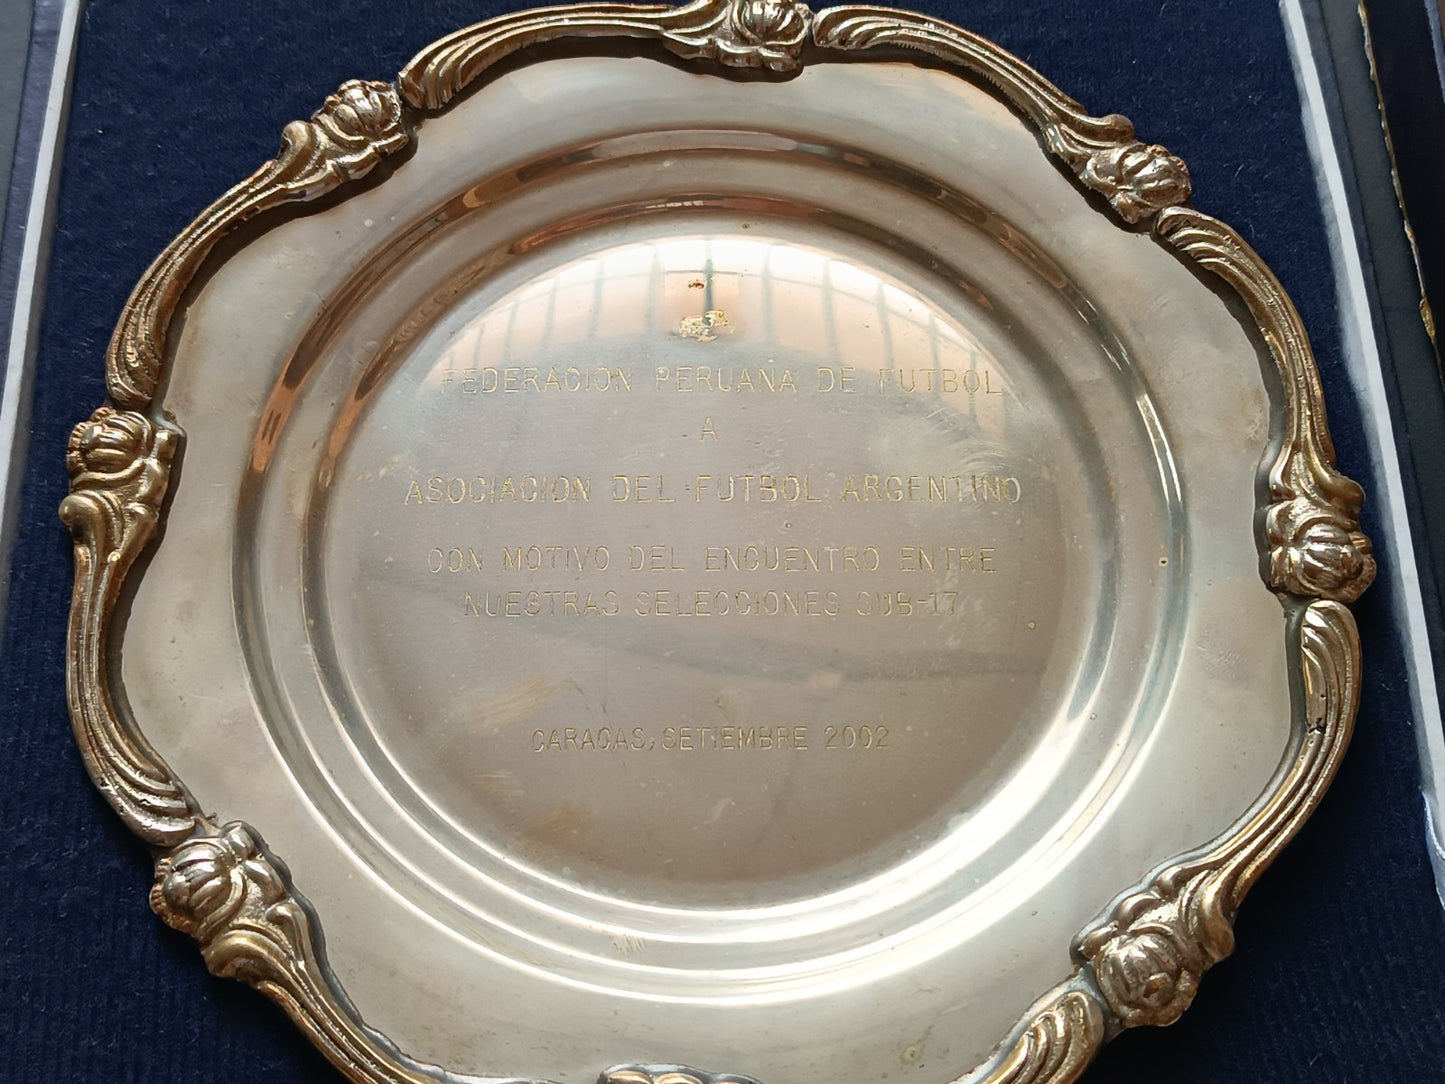 FEDERACION PERUANA DE FUTBOL
A
ASOCIACION DEL FUTBOL ARGENTINO
CON MOTIVO DEL ENCUENTRO ENTRE
NUESTRAS SELECCIONES SUB-17
CARACAS, SETIEMBRE 2002